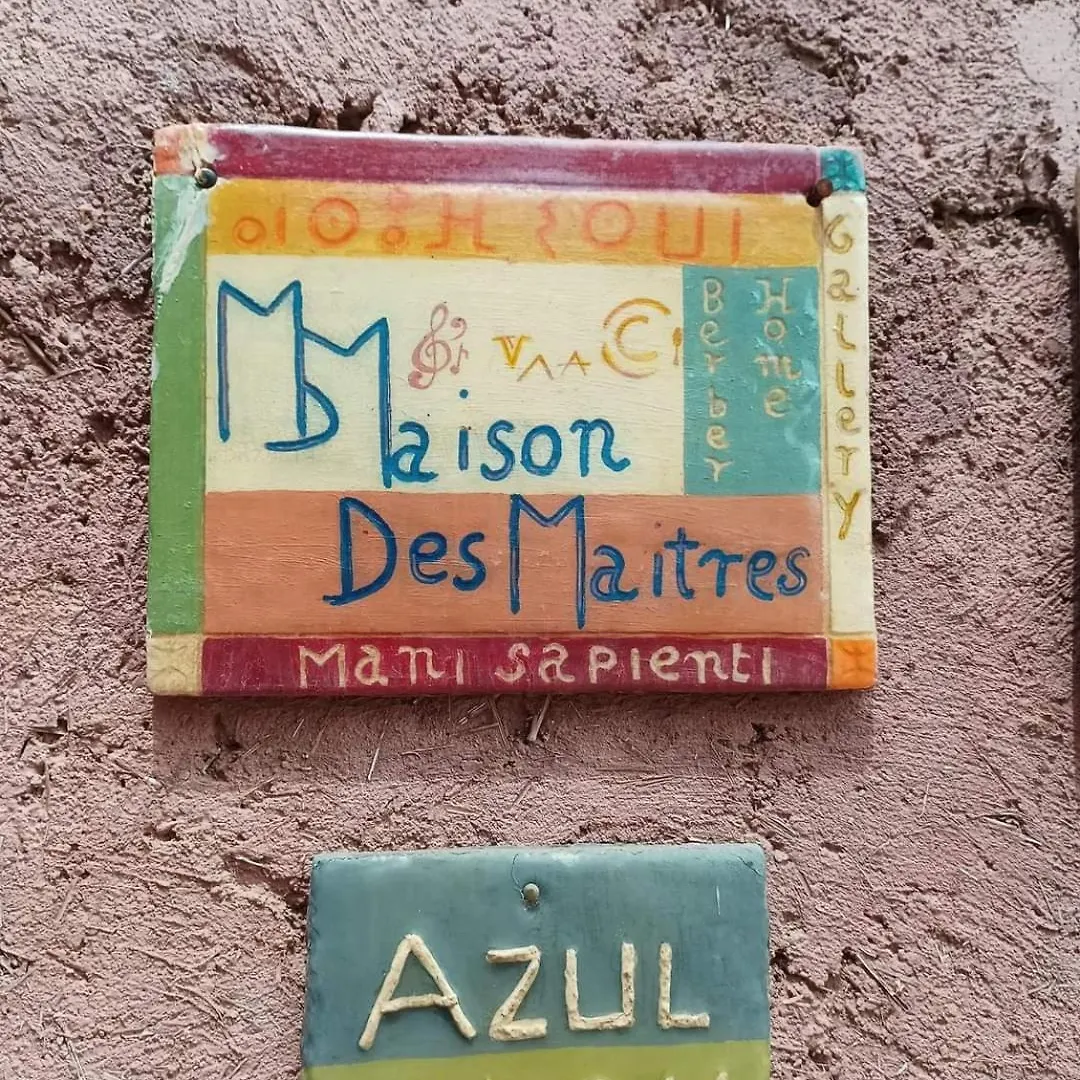 Maison
Des Maitres
Berber
Home
Gallery
Mani sapienti
AZUL